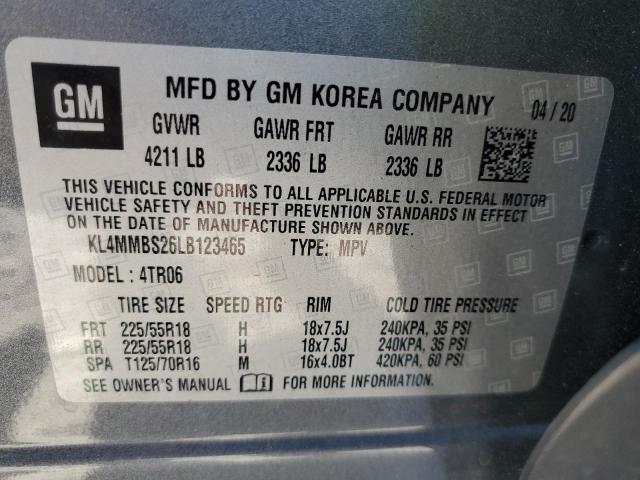 GM MFD BY GM KOREA COMPANY 04 / 20
GVWR GAWR FRT GAWR RR
4211 LB 2336 LB 2336 LB
THIS VEHICLE CONFORMS TO ALL APPLICABLE U.S. FEDERAL MOTOR
VEHICLE SAFETY AND THEFT PREVENTION STANDARDS IN EFFECT
ON THE DATE OF MANUFACTURE SHOWN ABOVE.
KL4MMBS26LB123465 TYPE: MPV
MODEL : 4TR06
TIRE SIZE SPEED RTG RIM COLD TIRE PRESSURE
FRT 225/55R18 H 18x7.5J 240KPA, 35 PSI
RR 225/55R18 H 18x7.5J 240KPA, 35 PSI
SPA T125/70R16 M 16x4.0BT 420KPA, 60 PSI
SEE OWNER'S MANUAL FOR MORE INFORMATION.